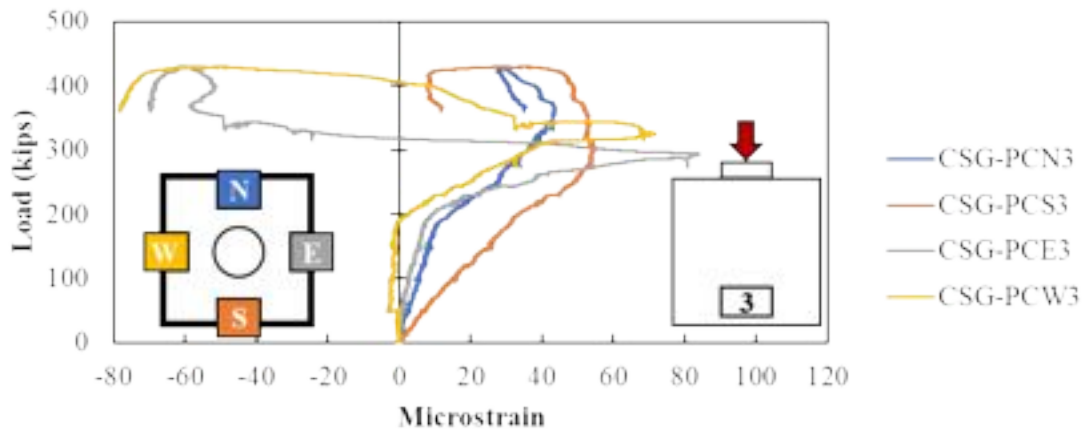 500
400
300
200
100
0
Load (kips)
-80 -60 -40 -20 0 20 40 60 80 100 120
Microstrain
N
W
E
S
3
CSG-PCN3
CSG-PCS3
CSG-PCE3
CSG-PCW3